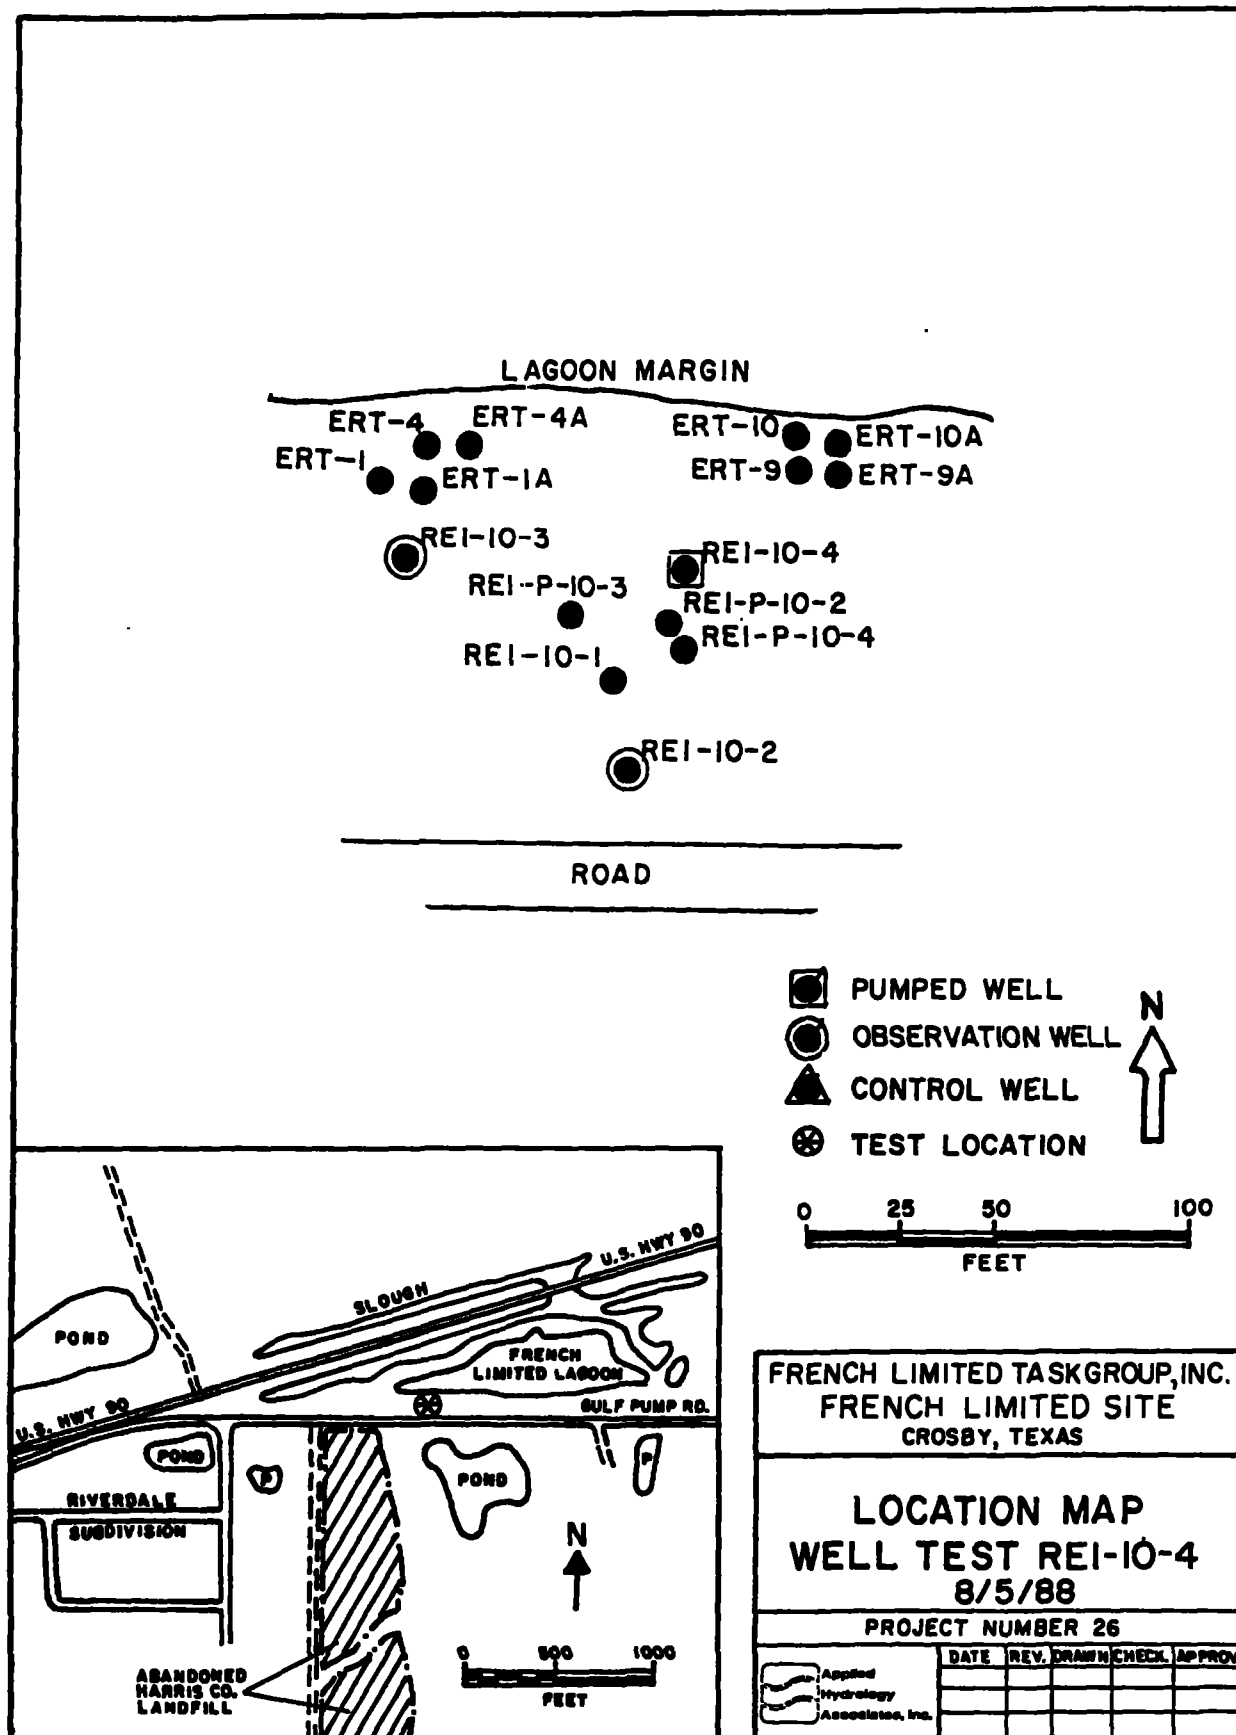 LAGOON MARGIN
ERT-4
ERT-4A
ERT-10
ERT-10A
ERT-1
ERT-1A
ERT-9
ERT-9A
REI-10-3
REI-10-4
REI-P-10-3
REI-P-10-2
REI-P-10-4
REI-10-1
REI-10-2
ROAD
PUMPED WELL
OBSERVATION WELL
CONTROL WELL
TEST LOCATION
N
0 25 50 100
FEET
U.S. HWY 90
SLOUGH
POND
FRENCH
LIMITED LAGOON
U.S. HWY 90
GULF PUMP RD.
POND
P
POND
P
RIVERDALE
SUBDIVISION
N
0 500 1000
FEET
ABANDONED
HARRIS CO.
LANDFILL
FRENCH LIMITED TASKGROUP, INC.
FRENCH LIMITED SITE
CROSBY, TEXAS
LOCATION MAP
WELL TEST REI-10-4
8/5/88
PROJECT NUMBER 26
DATE REV. DRAWN CHECK. APPROV
Applied
Hydrology
Associates, Inc.